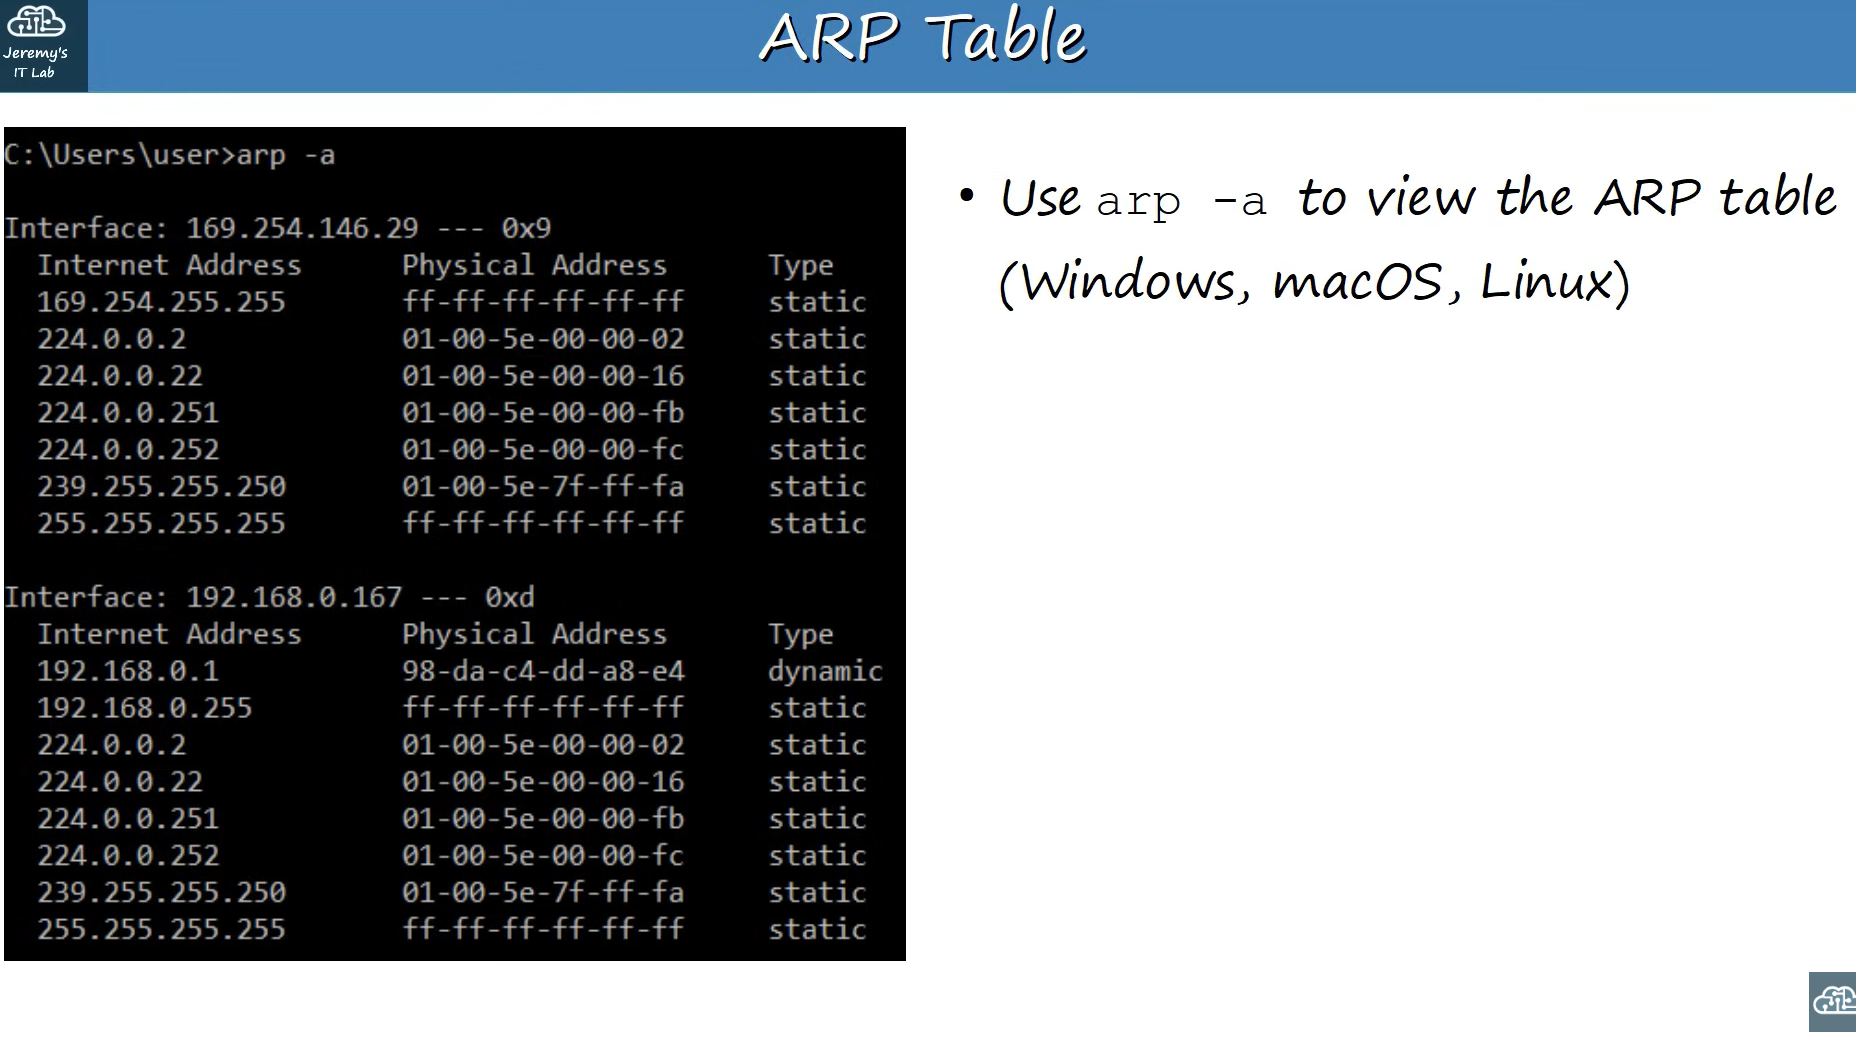 Jeremy's
IT Lab
ARP Table
C:\Users\user>arp -a
Interface: 169.254.146.29 --- 0x9
Internet Address Physical Address Type
169.254.255.255 ff-ff-ff-ff-ff-ff static
224.0.0.2 01-00-5e-00-00-02 static
224.0.0.22 01-00-5e-00-00-16 static
224.0.0.251 01-00-5e-00-00-fb static
224.0.0.252 01-00-5e-00-00-fc static
239.255.255.250 01-00-5e-7f-ff-fa static
255.255.255.255 ff-ff-ff-ff-ff-ff static
Interface: 192.168.0.167 --- 0xd
Internet Address Physical Address Type
192.168.0.1 98-da-c4-dd-a8-e4 dynamic
192.168.0.255 ff-ff-ff-ff-ff-ff static
224.0.0.2 01-00-5e-00-00-02 static
224.0.0.22 01-00-5e-00-00-16 static
224.0.0.251 01-00-5e-00-00-fb static
224.0.0.252 01-00-5e-00-00-fc static
239.255.255.250 01-00-5e-7f-ff-fa static
255.255.255.255 ff-ff-ff-ff-ff-ff static
• Use arp -a to view the ARP table
(Windows, macOS, Linux)